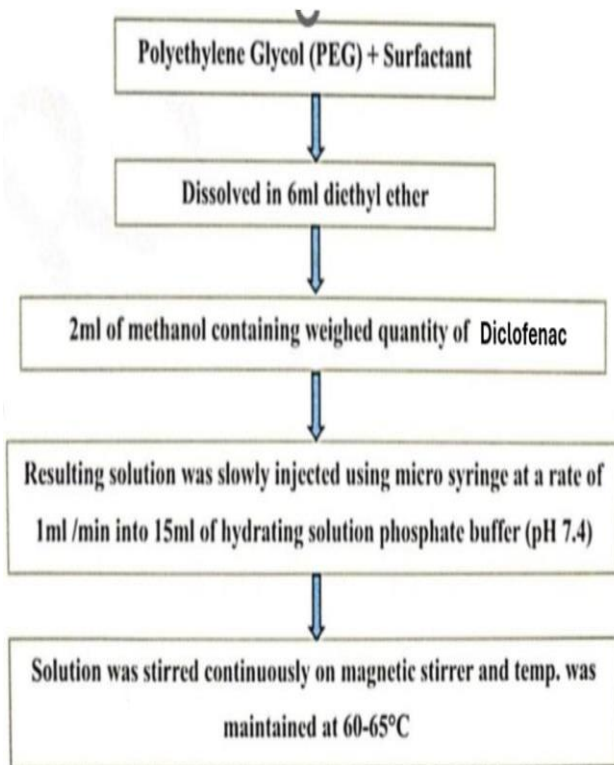 Polyethylene Glycol (PEG) + Surfactant
Dissolved in 6ml diethyl ether
2ml of methanol containing weighed quantity of Diclofenac
Resulting solution was slowly injected using micro syringe at a rate of
1ml /min into 15ml of hydrating solution phosphate buffer (pH 7.4)
Solution was stirred continuously on magnetic stirrer and temp. was
maintained at 60-65°C